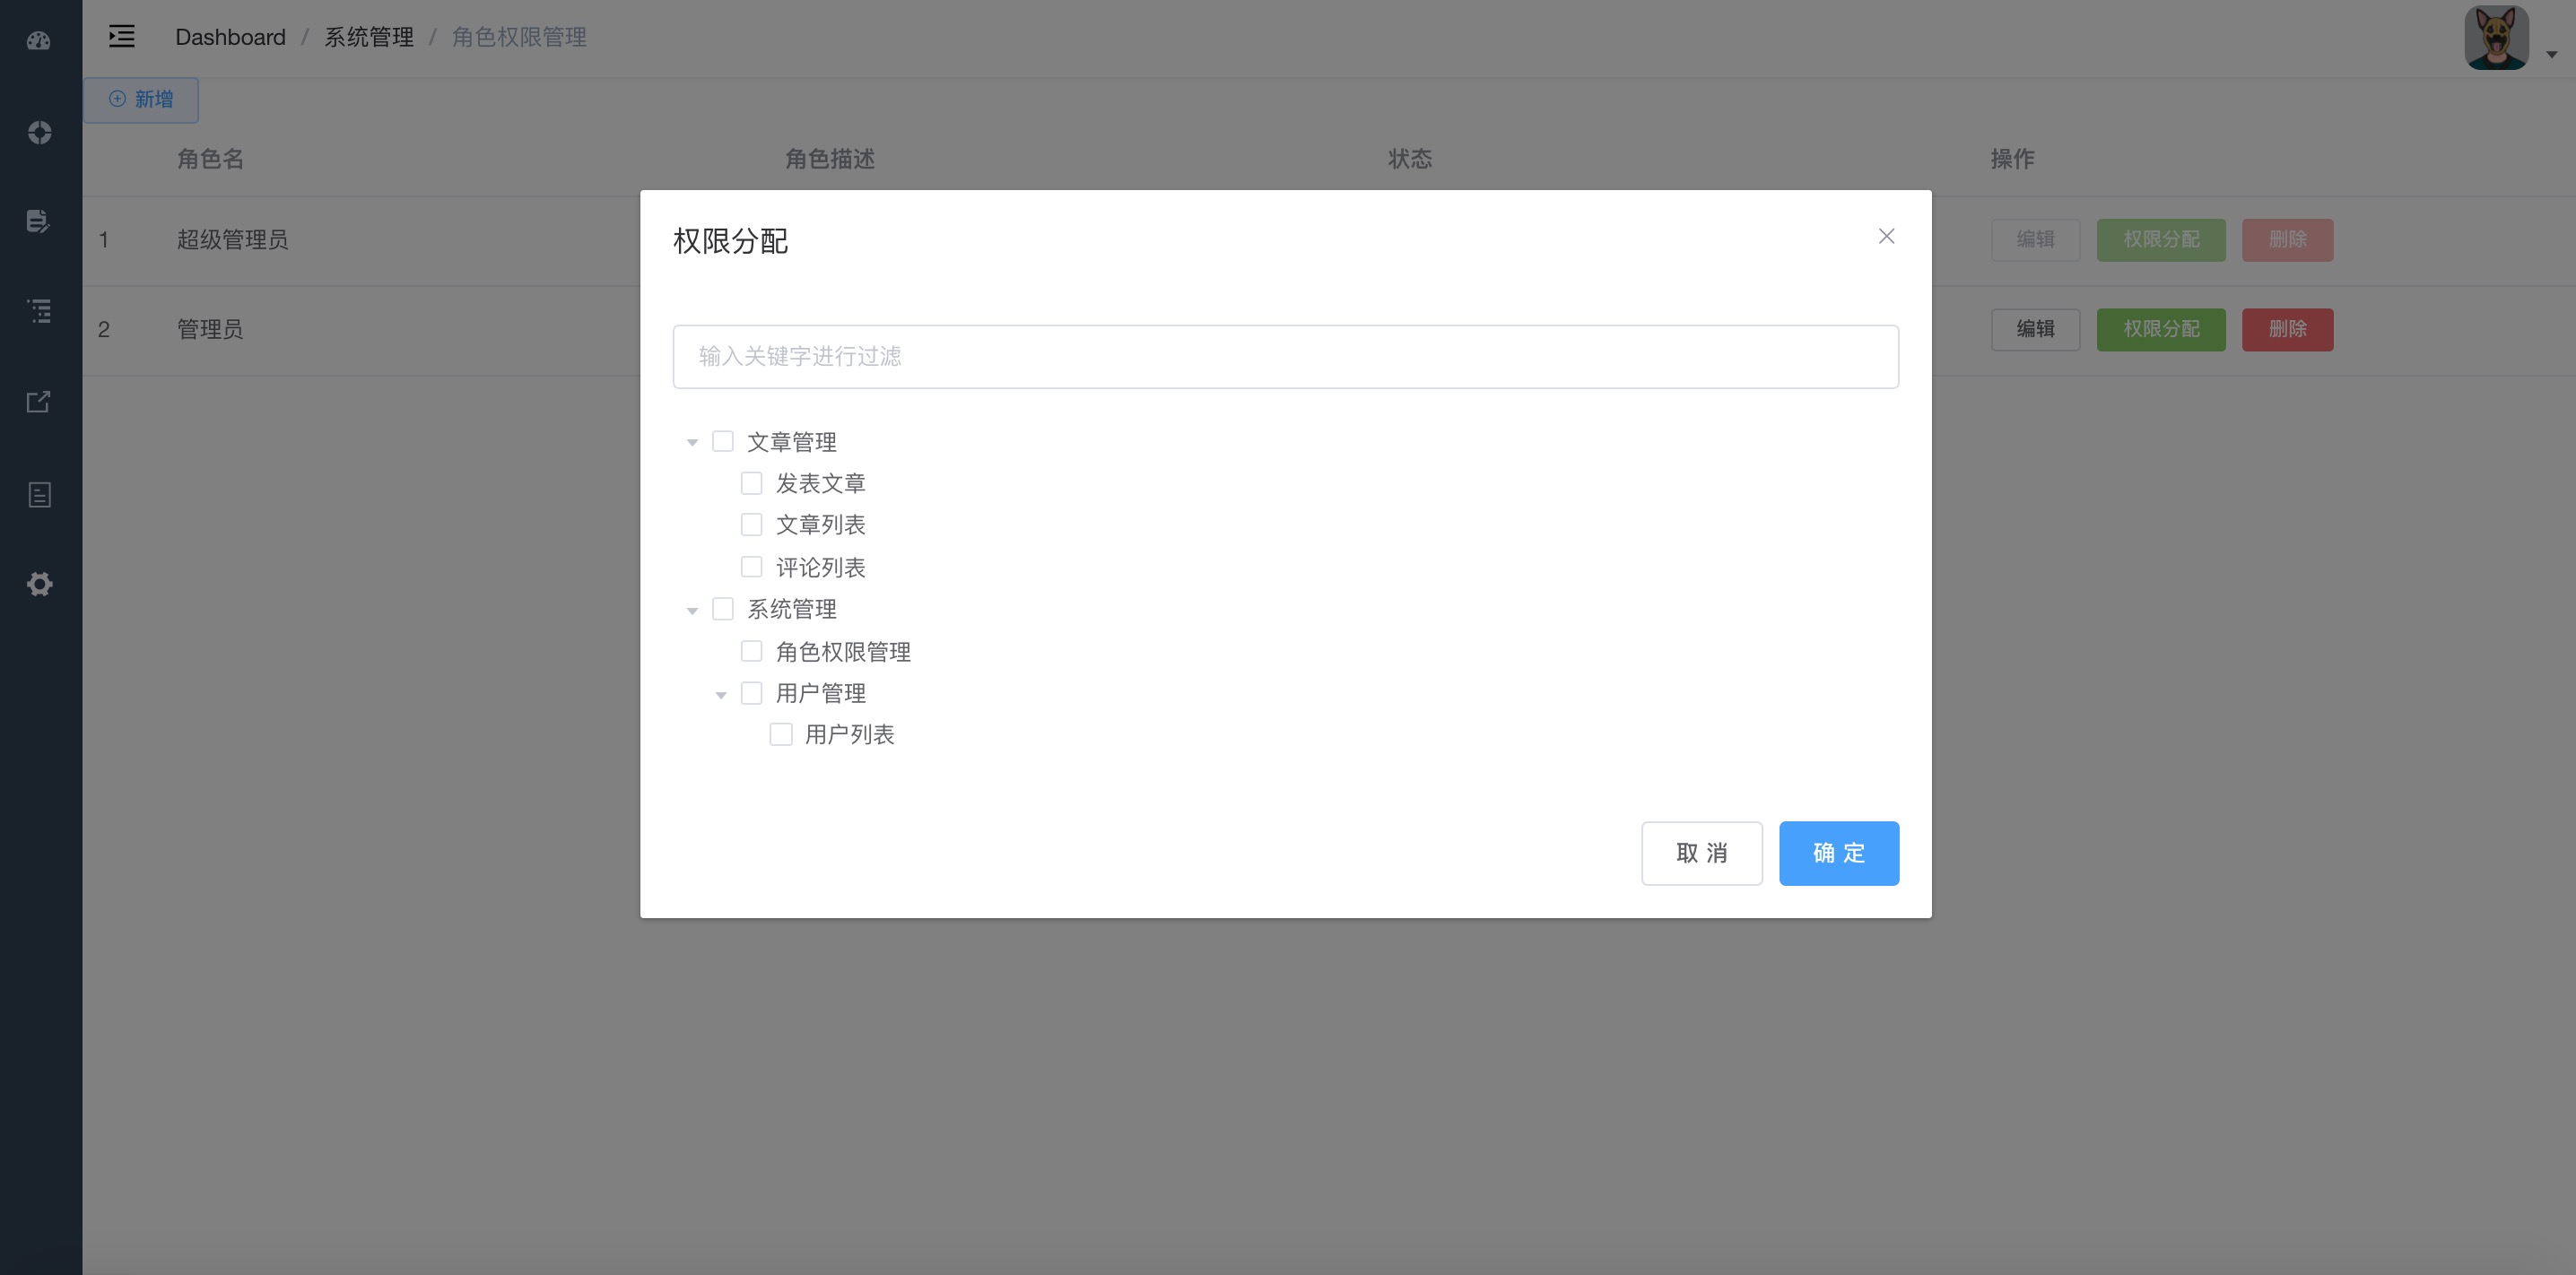 Dashboard / 系统管理 / 角色权限管理
新增
角色名 角色描述 状态 操作
1 超级管理员 编辑 权限分配 删除
2 管理员 编辑 权限分配 删除
权限分配
输入关键字进行过滤
文章管理
发表文章
文章列表
评论列表
系统管理
角色权限管理
用户管理
用户列表
取 消 确 定